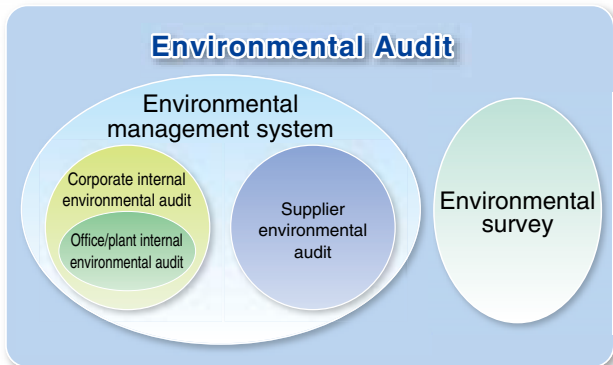 Environmental Audit
Environmental
management system
Corporate internal
environmental audit
Office/plant internal
environmental audit
Supplier
environmental
audit
Environmental
survey